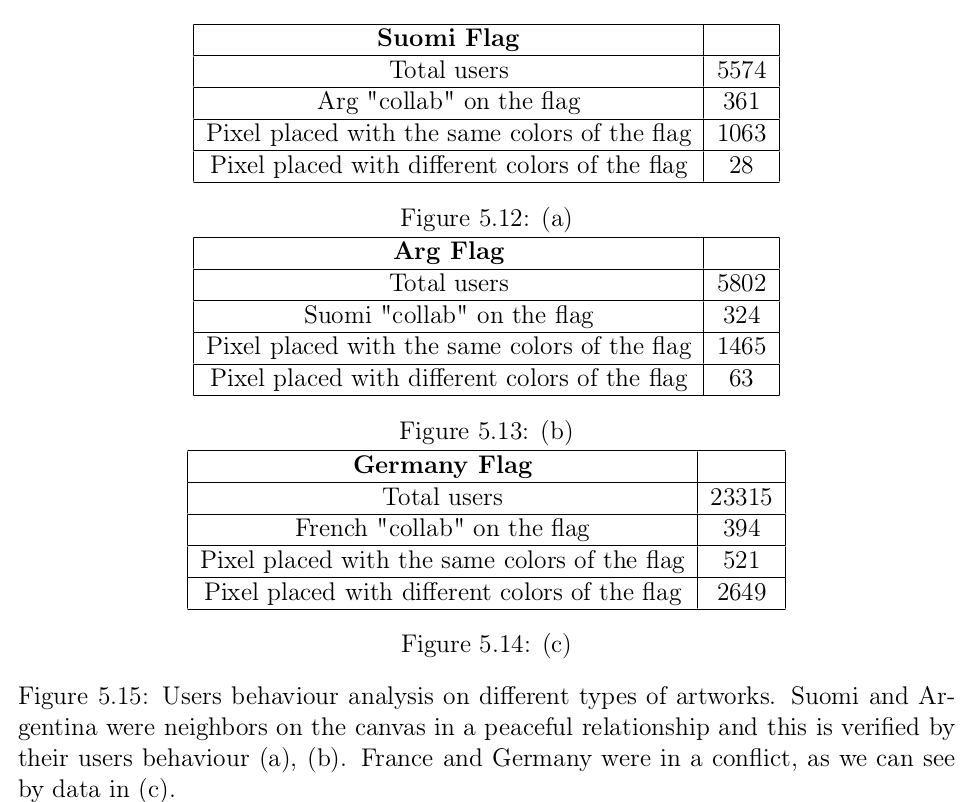 Suomi Flag
Total users 5574
Arg "collab" on the flag 361
Pixel placed with the same colors of the flag 1063
Pixel placed with different colors of the flag 28
Figure 5.12: (a)
Arg Flag
Total users 5802
Suomi "collab" on the flag 324
Pixel placed with the same colors of the flag 1465
Pixel placed with different colors of the flag 63
Figure 5.13: (b)
Germany Flag
Total users 23315
French "collab" on the flag 394
Pixel placed with the same colors of the flag 521
Pixel placed with different colors of the flag 2649
Figure 5.14: (c)
Figure 5.15: Users behaviour analysis on different types of artworks. Suomi and Ar-
gentina were neighbors on the canvas in a peaceful relationship and this is verified by
their users behaviour (a), (b). France and Germany were in a conflict, as we can see
by data in (c).